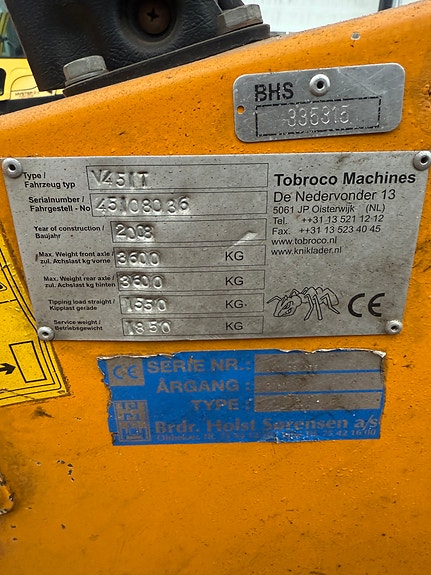 BHS
335315
Type /
Fahrzeug typ
V451T
Serialnumber /
Fahrgestell - No
45108036
Year of construction /
Baujahr
2008
Max. Weight front axle /
zul. Achslast kg vorne
3600 KG
Max. Weight rear axle /
zul. Achslast kg hinten
3600 KG
Tipping load straight /
Kipplast gerade
1550 KG
Service weight /
Betriebsgewicht
1850 KG
Tobroco Machines
De Nedervonder 13
5061 JP Oisterwijk (NL)
Tel. ++31 13 521 12 12
Fax. ++31 13 523 40 45
www.tobroco.nl
www.kniklader.nl
CE
CE
SERIE NR.:
ÅRGANG:
TYPE:
Brdr. Holst Sørensen a/s